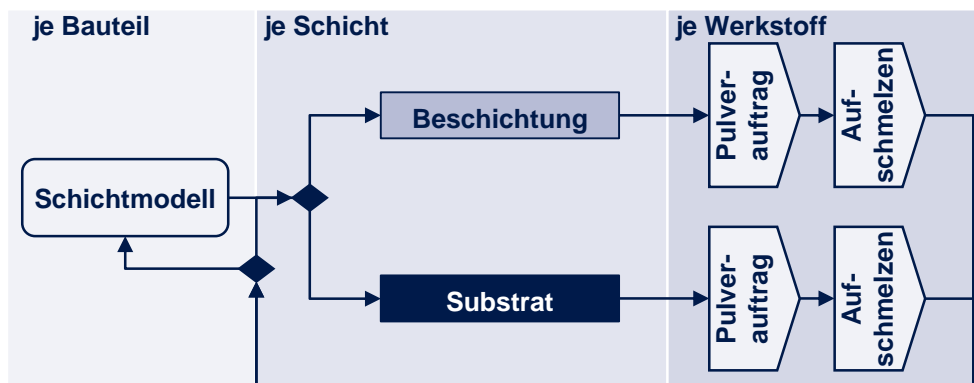 je Bauteil
je Schicht
je Werkstoff
Schichtmodell
Beschichtung
Pulver-
auftrag
Auf-
schmelzen
Substrat
Pulver-
auftrag
Auf-
schmelzen